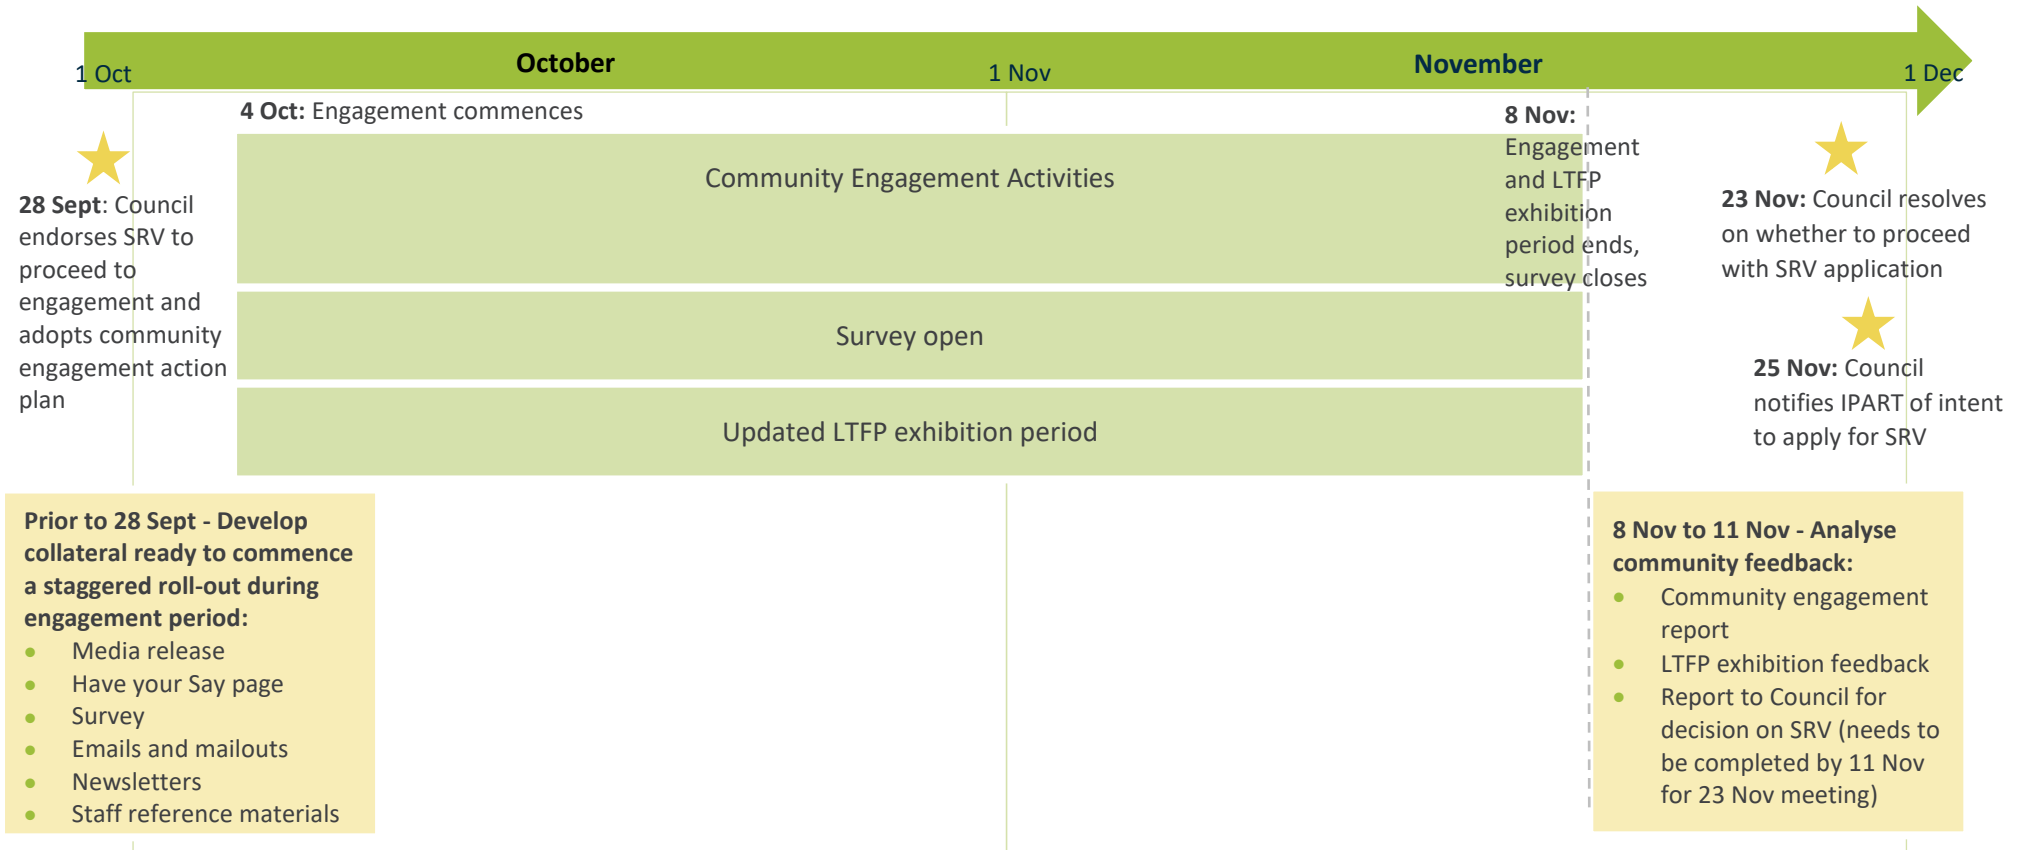 October
November
1 Oct
1 Nov
1 Dec
4 Oct: Engagement commences
Community Engagement Activities
Survey open
Updated LTFP exhibition period
28 Sept: Council
endorses SRV to
proceed to
engagement and
adopts community
engagement action
plan
8 Nov:
Engagement
and LTFP
exhibition
period ends,
survey closes
23 Nov: Council resolves
on whether to proceed
with SRV application
25 Nov: Council
notifies IPART of intent
to apply for SRV
Prior to 28 Sept - Develop
collateral ready to commence
a staggered roll-out during
engagement period:
• Media release
• Have your Say page
• Survey
• Emails and mailouts
• Newsletters
• Staff reference materials
8 Nov to 11 Nov - Analyse
community feedback:
• Community engagement
report
• LTFP exhibition feedback
• Report to Council for
decision on SRV (needs to
be completed by 11 Nov
for 23 Nov meeting)